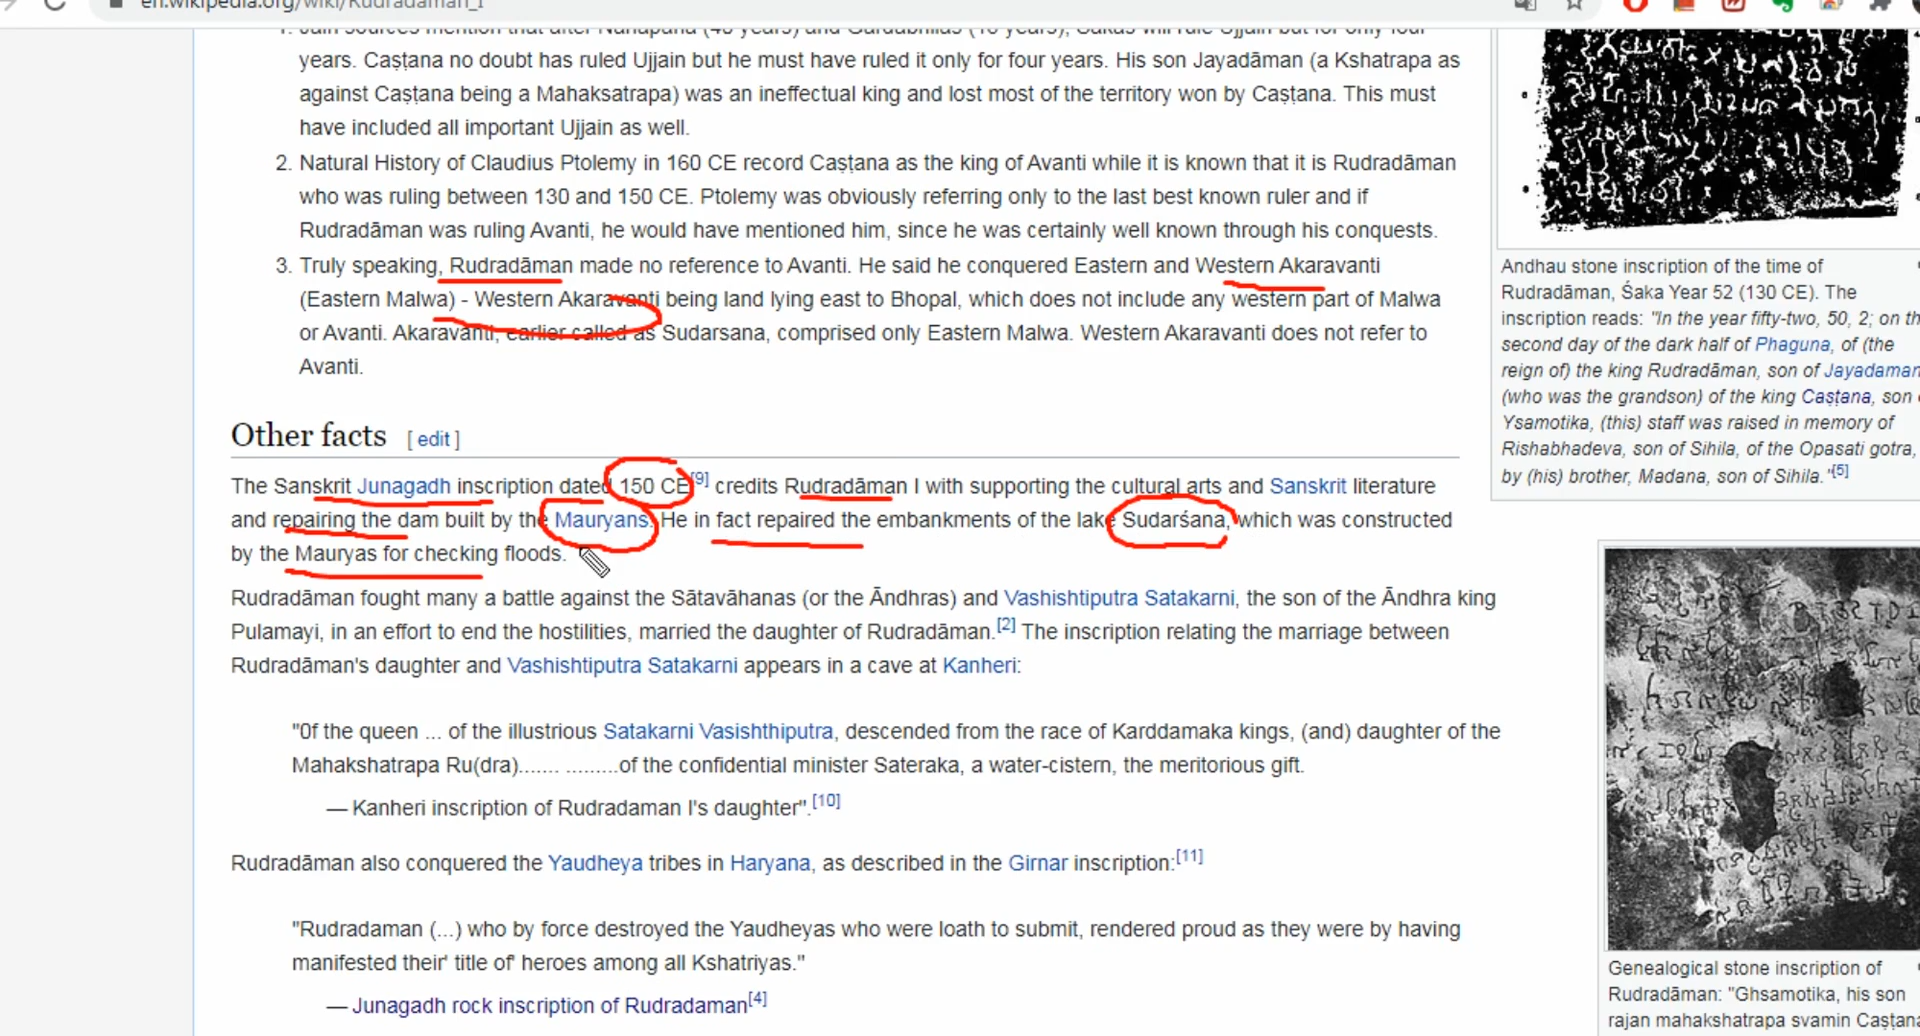 en.wikipedia.org/wiki/Rudradaman_I
1. Jain sources mention that after Nahapana (40 years) and Gardabhilas (10 years), Sakas will rule Ujjain but for only four
years. Caṣṭana no doubt has ruled Ujjain but he must have ruled it only for four years. His son Jayadāman (a Kshatrapa as
against Caṣṭana being a Mahaksatrapa) was an ineffectual king and lost most of the territory won by Caṣṭana. This must
have included all important Ujjain as well.
2. Natural History of Claudius Ptolemy in 160 CE record Caṣṭana as the king of Avanti while it is known that it is Rudradāman
who was ruling between 130 and 150 CE. Ptolemy was obviously referring only to the last best known ruler and if
Rudradāman was ruling Avanti, he would have mentioned him, since he was certainly well known through his conquests.
3. Truly speaking, Rudradāman made no reference to Avanti. He said he conquered Eastern and Western Akaravanti
(Eastern Malwa) - Western Akaravanti being land lying east to Bhopal, which does not include any western part of Malwa
or Avanti. Akaravanti, earlier called as Sudarsana, comprised only Eastern Malwa. Western Akaravanti does not refer to
Avanti.
Other facts [ edit ]
The Sanskrit Junagadh inscription dated 150 CE[9] credits Rudradāman I with supporting the cultural arts and Sanskrit literature
and repairing the dam built by the Mauryans. He in fact repaired the embankments of the lake Sudarśana, which was constructed
by the Mauryas for checking floods.
Rudradāman fought many a battle against the Sātavāhanas (or the Āndhras) and Vashishtiputra Satakarni, the son of the Āndhra king
Pulamayi, in an effort to end the hostilities, married the daughter of Rudradāman.[2] The inscription relating the marriage between
Rudradāman's daughter and Vashishtiputra Satakarni appears in a cave at Kanheri:
"0f the queen ... of the illustrious Satakarni Vasishthiputra, descended from the race of Karddamaka kings, (and) daughter of the
Mahakshatrapa Ru(dra)....... .........of the confidential minister Sateraka, a water-cistern, the meritorious gift.
— Kanheri inscription of Rudradaman I's daughter".[10]
Rudradāman also conquered the Yaudheya tribes in Haryana, as described in the Girnar inscription:[11]
"Rudradaman (...) who by force destroyed the Yaudheyas who were loath to submit, rendered proud as they were by having
manifested their' title of' heroes among all Kshatriyas."
— Junagadh rock inscription of Rudradaman[4]
Andhau stone inscription of the time of
Rudradāman, Śaka Year 52 (130 CE). The
inscription reads: "In the year fifty-two, 50, 2; on the
second day of the dark half of Phaguna, of (the
reign of) the king Rudradāman, son of Jayadaman
(who was the grandson) of the king Caṣṭana, son
Ysamotika, (this) staff was raised in memory of
Rishabhadeva, son of Sihila, of the Opasati gotra,
by (his) brother, Madana, son of Sihila."[5]
Genealogical stone inscription of
Rudradāman: "Ghsamotika, his son
rajan mahakshatrapa svamin Caṣṭana